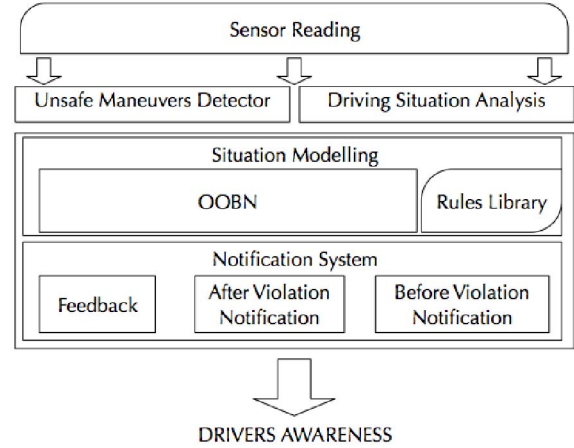 Sensor Reading
Unsafe Maneuvers Detector
Driving Situation Analysis
Situation Modelling
OOBN
Rules Library
Notification System
Feedback
After Violation
Notification
Before Violation
Notification
DRIVERS AWARENESS